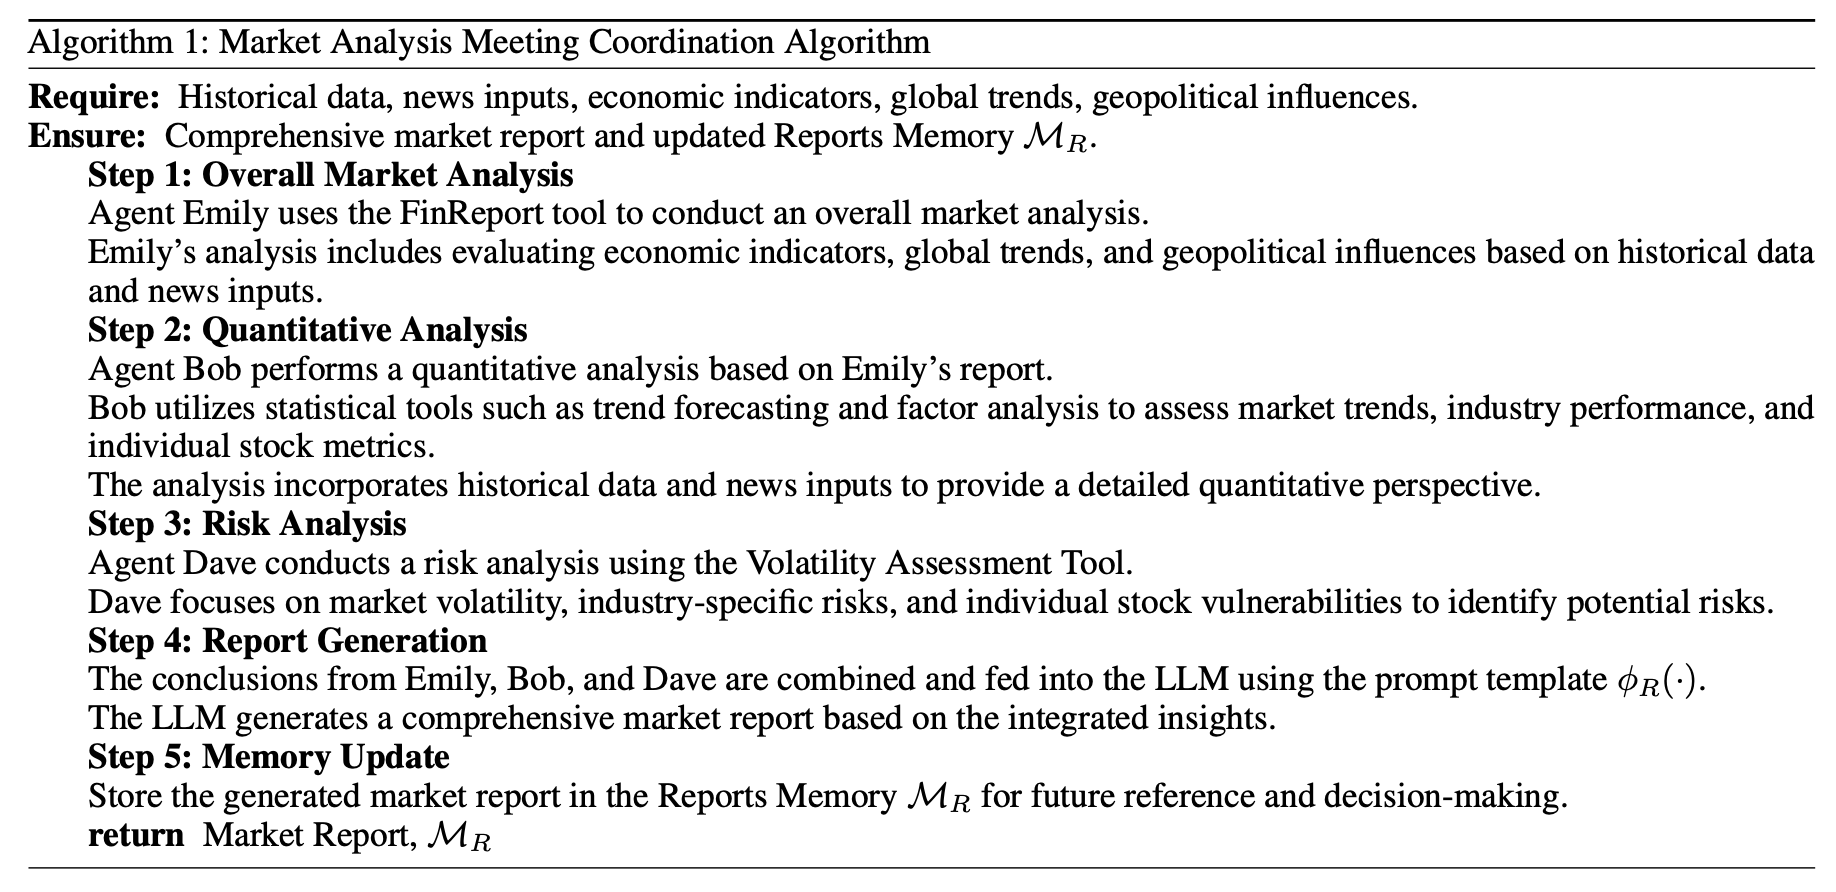 Algorithm 1: Market Analysis Meeting Coordination Algorithm
Require: Historical data, news inputs, economic indicators, global trends, geopolitical influences.
Ensure: Comprehensive market report and updated Reports Memory ℳ_R.
Step 1: Overall Market Analysis
Agent Emily uses the FinReport tool to conduct an overall market analysis.
Emily’s analysis includes evaluating economic indicators, global trends, and geopolitical influences based on historical data
and news inputs.
Step 2: Quantitative Analysis
Agent Bob performs a quantitative analysis based on Emily’s report.
Bob utilizes statistical tools such as trend forecasting and factor analysis to assess market trends, industry performance, and
individual stock metrics.
The analysis incorporates historical data and news inputs to provide a detailed quantitative perspective.
Step 3: Risk Analysis
Agent Dave conducts a risk analysis using the Volatility Assessment Tool.
Dave focuses on market volatility, industry-specific risks, and individual stock vulnerabilities to identify potential risks.
Step 4: Report Generation
The conclusions from Emily, Bob, and Dave are combined and fed into the LLM using the prompt template ϕ_R(·).
The LLM generates a comprehensive market report based on the integrated insights.
Step 5: Memory Update
Store the generated market report in the Reports Memory ℳ_R for future reference and decision-making.
return Market Report, ℳ_R